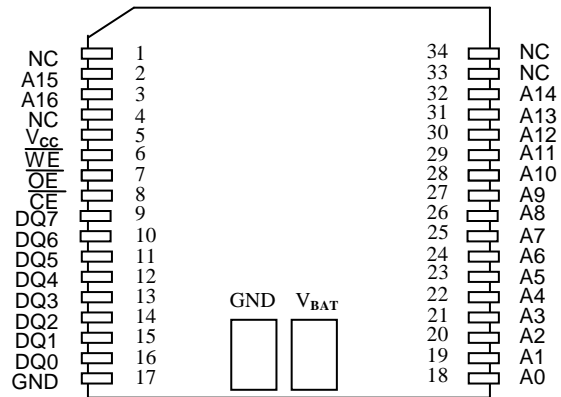 NC 1 34 NC
A15 2 33 NC
A16 3 32 A14
NC 4 31 A13
VCC 5 30 A12
WE 6 29 A11
OE 7 28 A10
CE 8 27 A9
DQ7 9 26 A8
DQ6 10 25 A7
DQ5 11 24 A6
DQ4 12 23 A5
DQ3 13 22 A4
DQ2 14 21 A3
DQ1 15 20 A2
DQ0 16 19 A1
GND 17 18 A0
GND VBAT